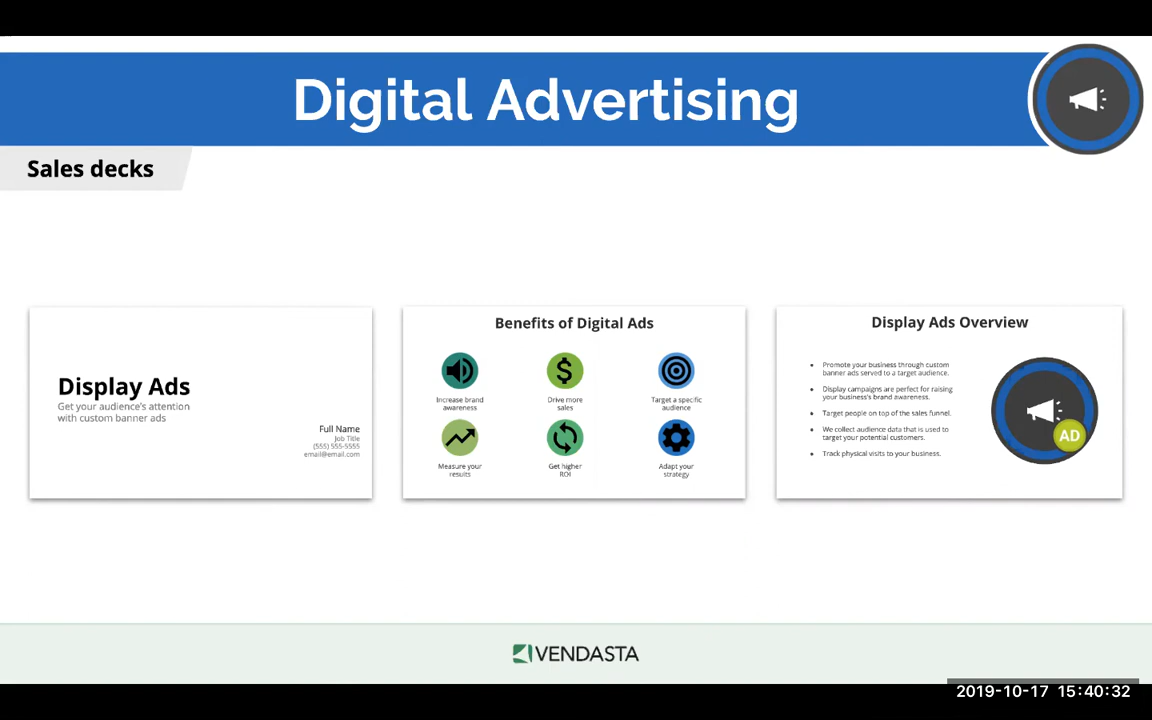 Digital Advertising
Sales decks
Display Ads
Get your audience's attention
with custom banner ads
Full Name
Job Title
(555) 555-5555
email@email.com
Benefits of Digital Ads
Increase brand
awareness
$
Drive more
sales
Target a specific
audience
Measure your
results
Get higher
ROI
Adapt your
strategy
Display Ads Overview
• Promote your business through custom
banner ads served to a target audience.
• Display campaigns are perfect for raising
your business's brand awareness.
• Target people on top of the sales funnel.
• We collect audience data that is used to
target your potential customers.
• Track physical visits to your business.
AD
VENDASTA
2019-10-17 15:40:32